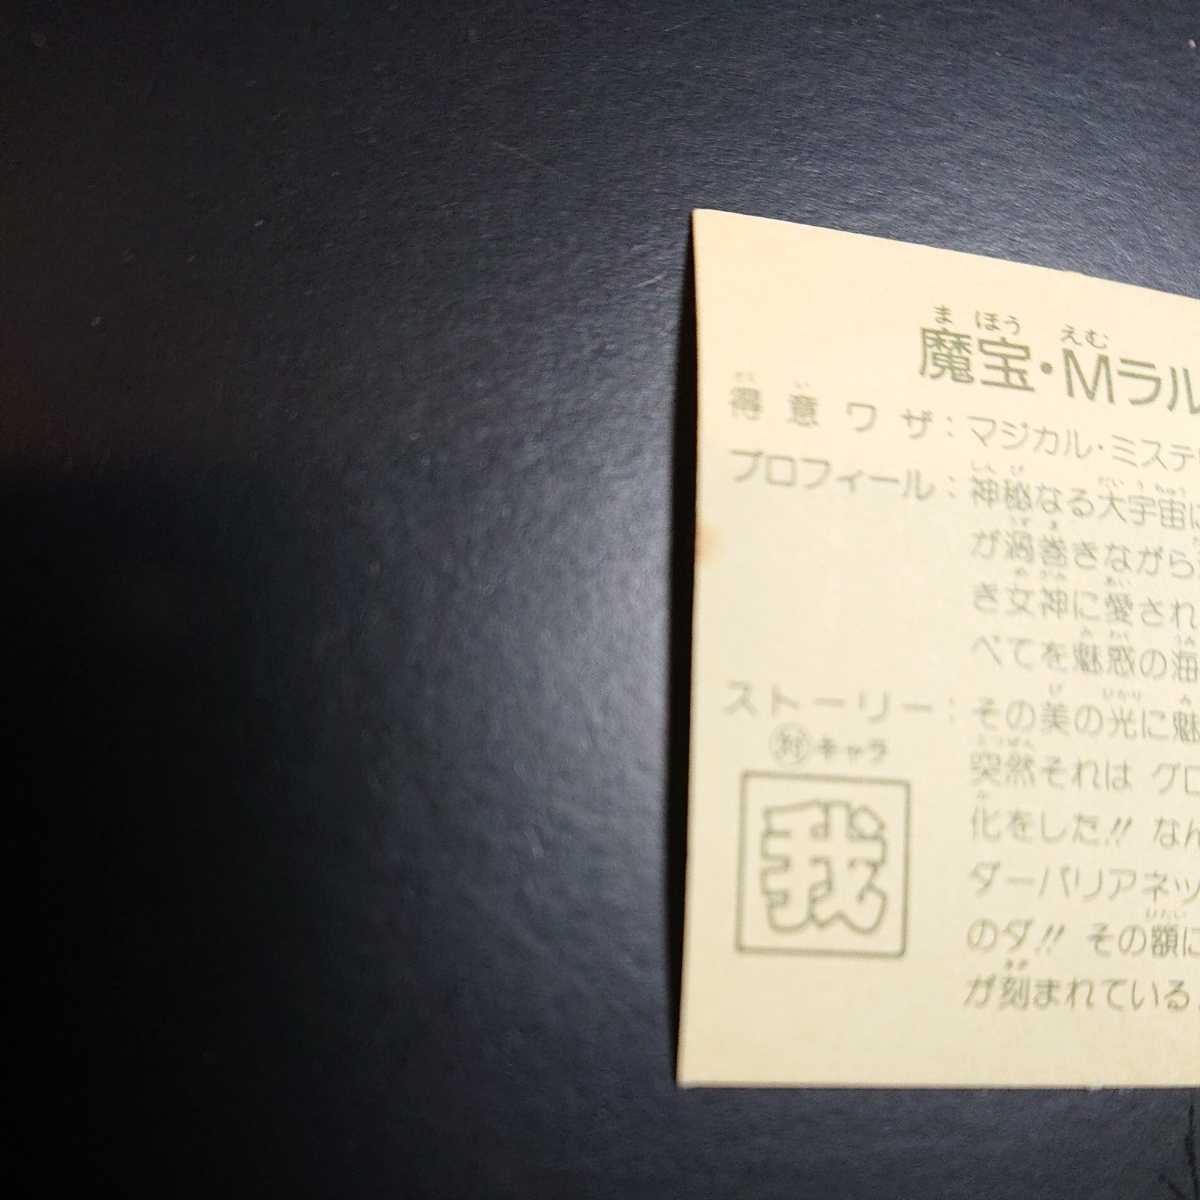 魔宝・Mラル
得意ワザ：マジカル・ミステ
プロフィール：神秘なる大宇宙に
が渦巻きながら
き女神に愛され
べてを魅惑の海
ストーリー：その美の光に魅
封キャラ
突然それは グロ
我
化をした!! なん
ダーバリアネッ
のダ!! その額に
が刻まれている